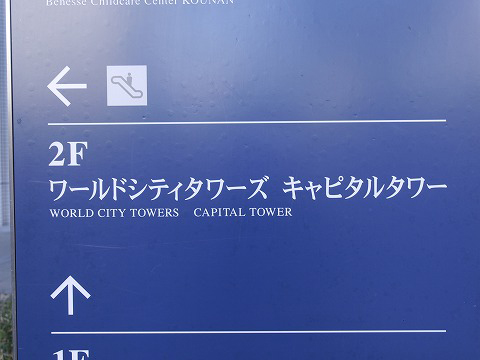 Benesse Childcare Center KOUNAN
2F
ワールドシティタワーズ キャピタルタワー
WORLD CITY TOWERS CAPITAL TOWER
1F